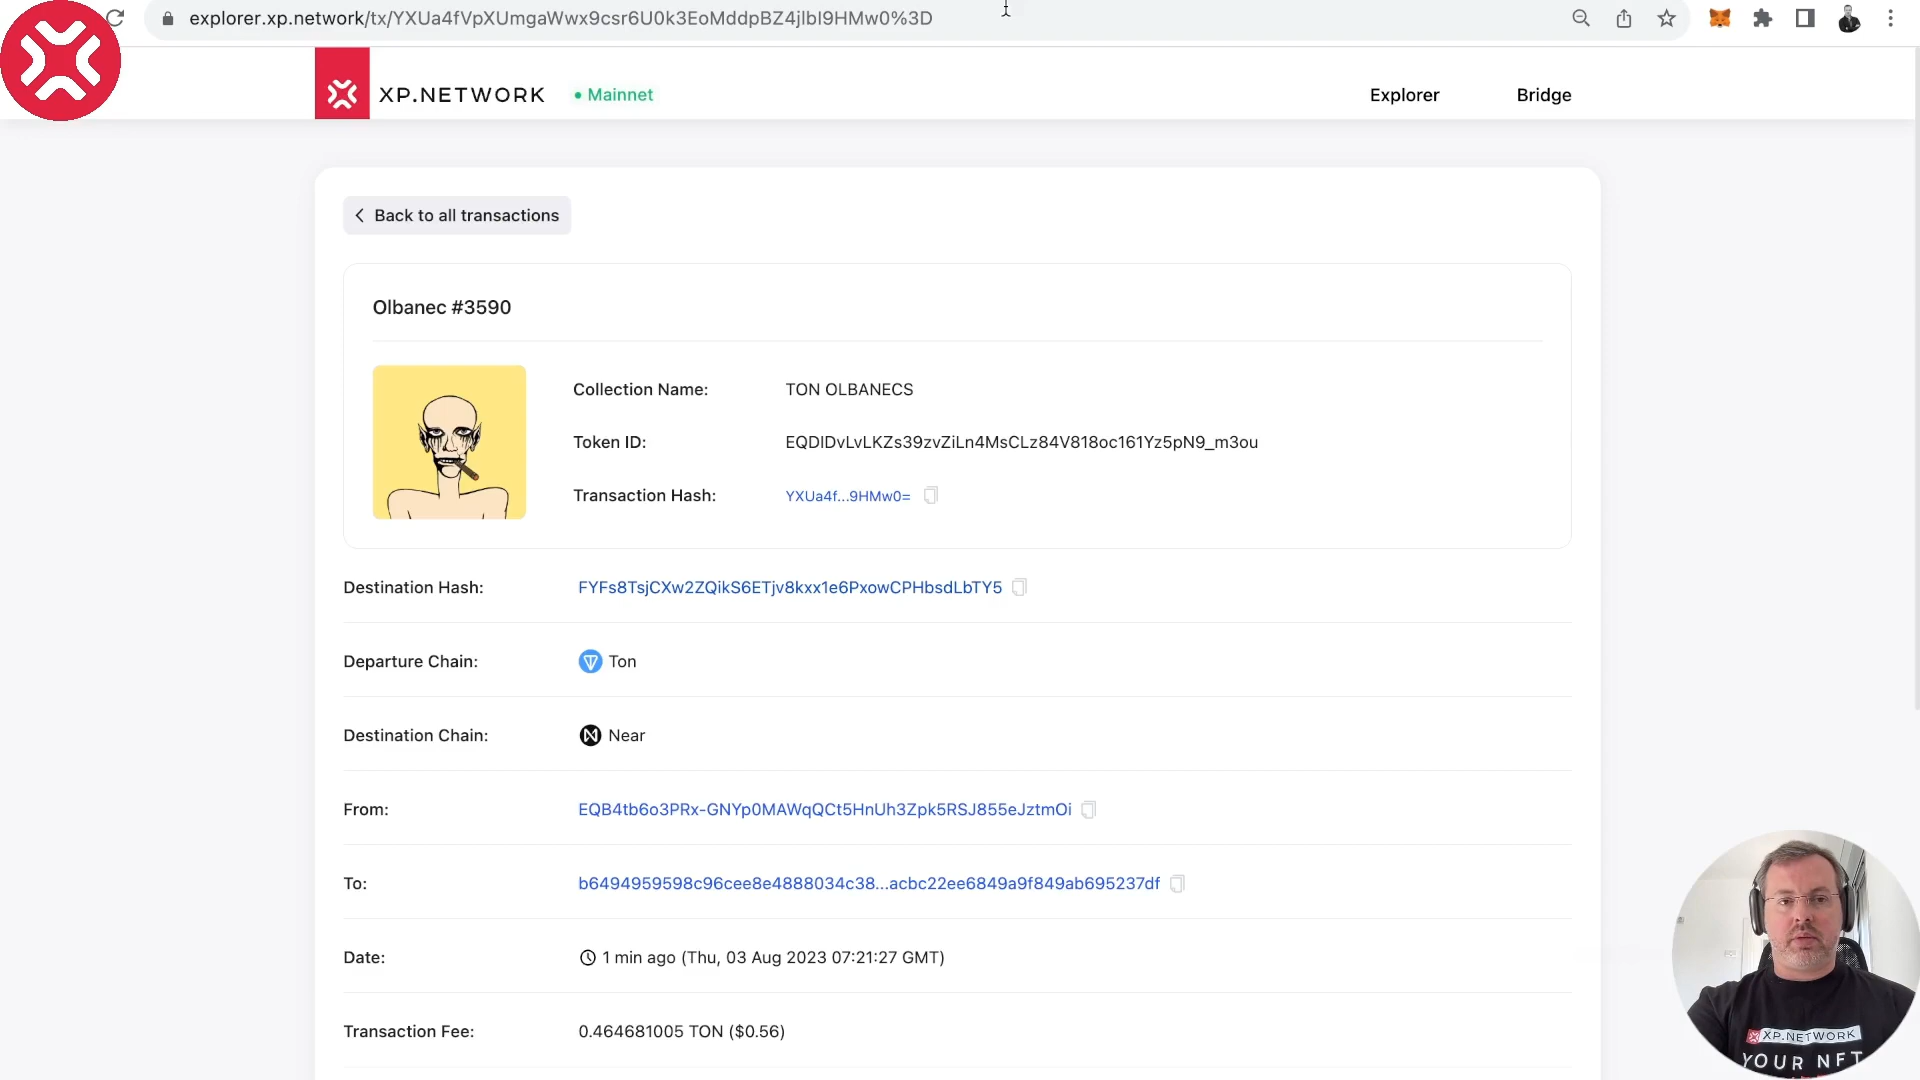 explorer.xp.network/tx/YXUa4fVpXUmgaWwx9csr6U0k3EoMddpBZ4jlbI9HMw0%3D
XP.NETWORK
Mainnet
Explorer
Bridge
Back to all transactions
Olbanec #3590
Collection Name: TON OLBANECS
Token ID: EQDIDvLvLKZs39zvZiLn4MsCLz84V818oc161Yz5pN9_m3ou
Transaction Hash: YXUa4f...9HMw0=
Destination Hash: FYFs8TsjCXw2ZQikS6ETjv8kxx1e6PxowCPHbsdLbTY5
Departure Chain: Ton
Destination Chain: Near
From: EQB4tb6o3PRx-GNYp0MAWqQCt5HnUh3Zpk5RSJ855eJztmOi
To: b6494959598c96cee8e4888034c38...acbc22ee6849a9f849ab695237df
Date: 1 min ago (Thu, 03 Aug 2023 07:21:27 GMT)
Transaction Fee: 0.464681005 TON ($0.56)
XP.NETWORK
YOUR NFT